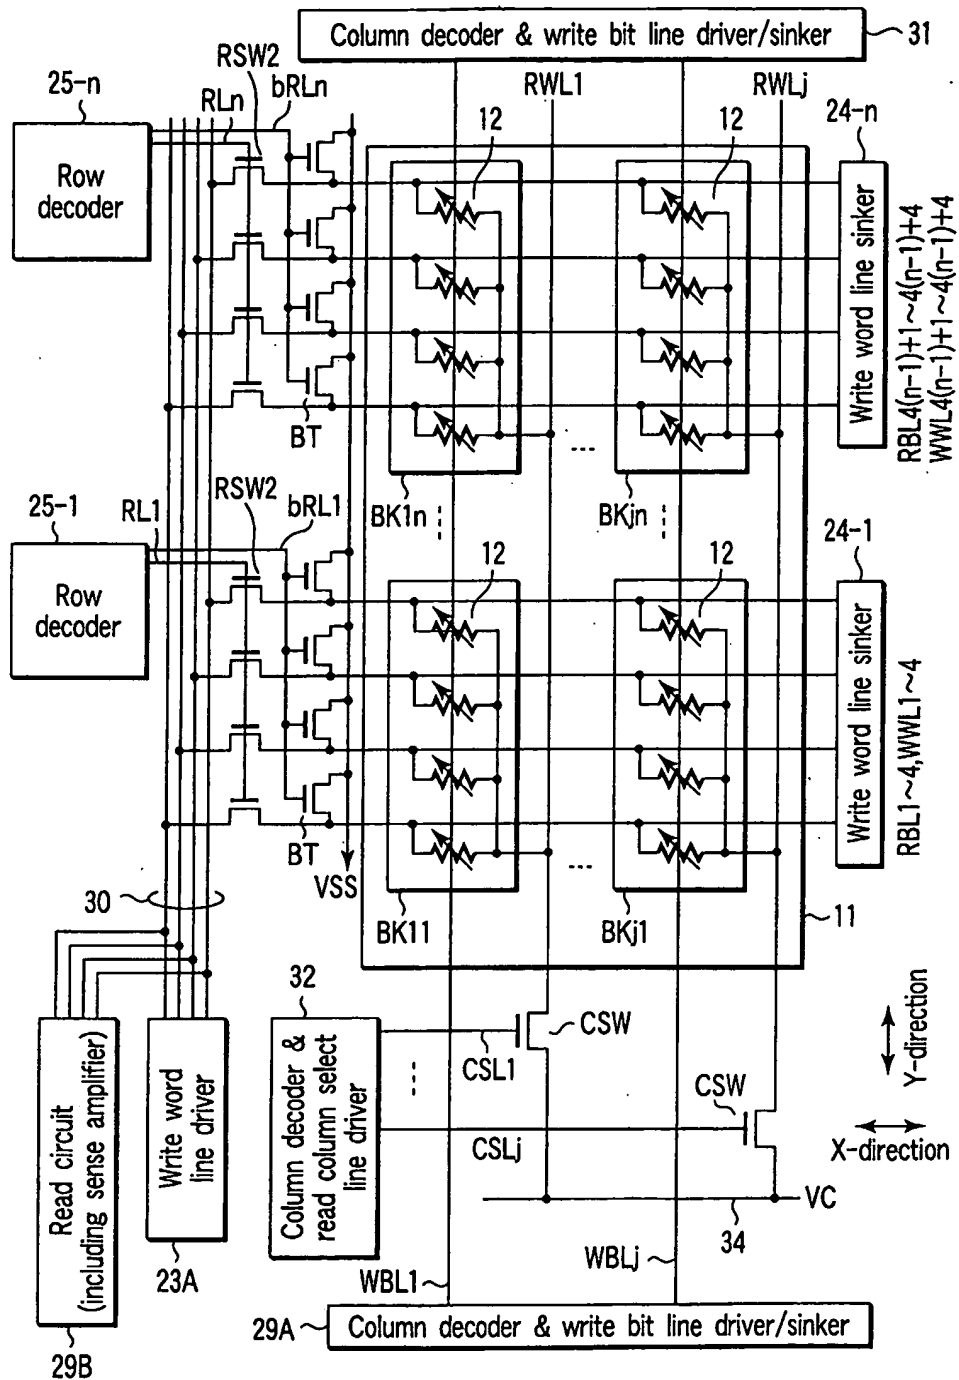 Column decoder & write bit line driver/sinker
31
RSW2
25-n
bRLn
RLn
RWL1
RWLj
12
12
24-n
Row
decoder
Write word line sinker
RBL4(n-1)+1~4(n-1)+4
WWL4(n-1)+1~4(n-1)+4
BT
...
BK1n
BKjn
RSW2
25-1
RL1
bRL1
12
12
24-1
Row
decoder
Write word line sinker
RBL1~4,WWL1~4
BT
VSS
...
30
BK11
BKj1
11
32
CSW
CSL1
Y-direction
CSW
CSLj
X-direction
Read circuit
(including sense amplifier)
Write word
line driver
Column decoder &
read column select
line driver
VC
34
23A
WBL1
WBLj
29A
Column decoder & write bit line driver/sinker
29B